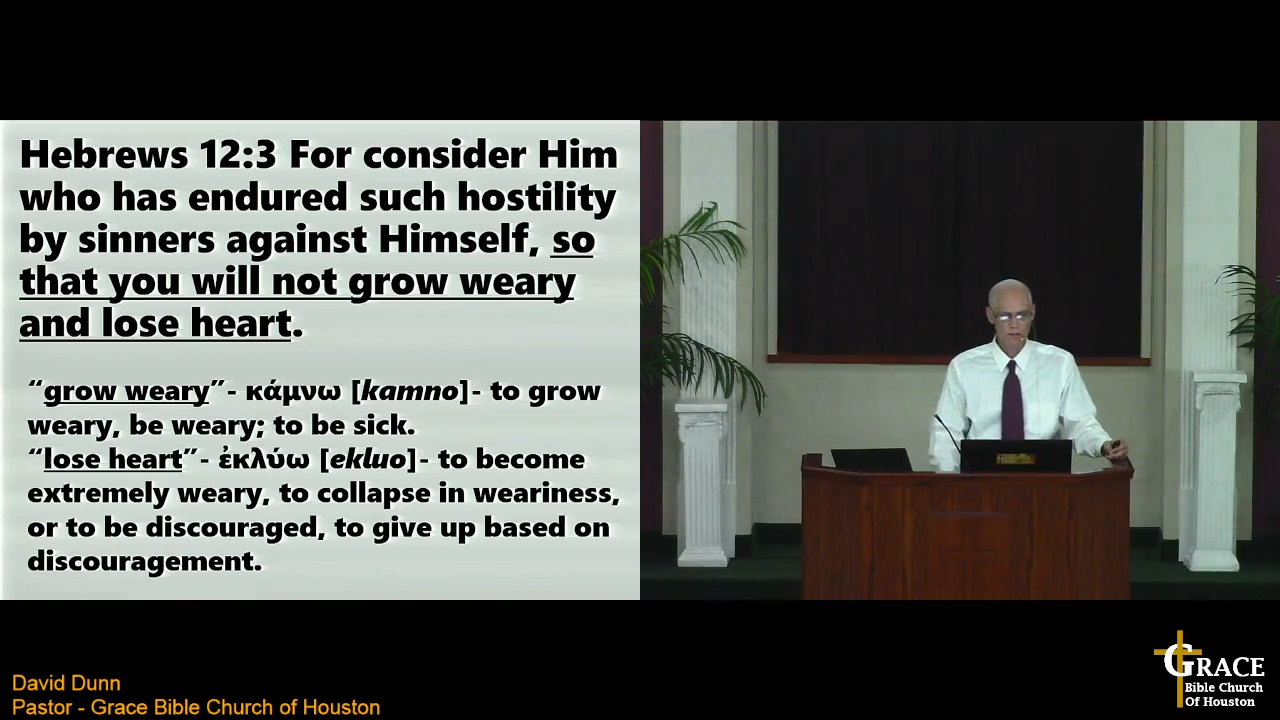 Hebrews 12:3 For consider Him
who has endured such hostility
by sinners against Himself, so
that you will not grow weary
and lose heart.
“grow weary”- κάμνω [kamno]- to grow
weary, be weary; to be sick.
“lose heart”- ἐκλύω [ekluo]- to become
extremely weary, to collapse in weariness,
or to be discouraged, to give up based on
discouragement.
David Dunn
Pastor - Grace Bible Church of Houston
GRACE
Bible Church
Of Houston